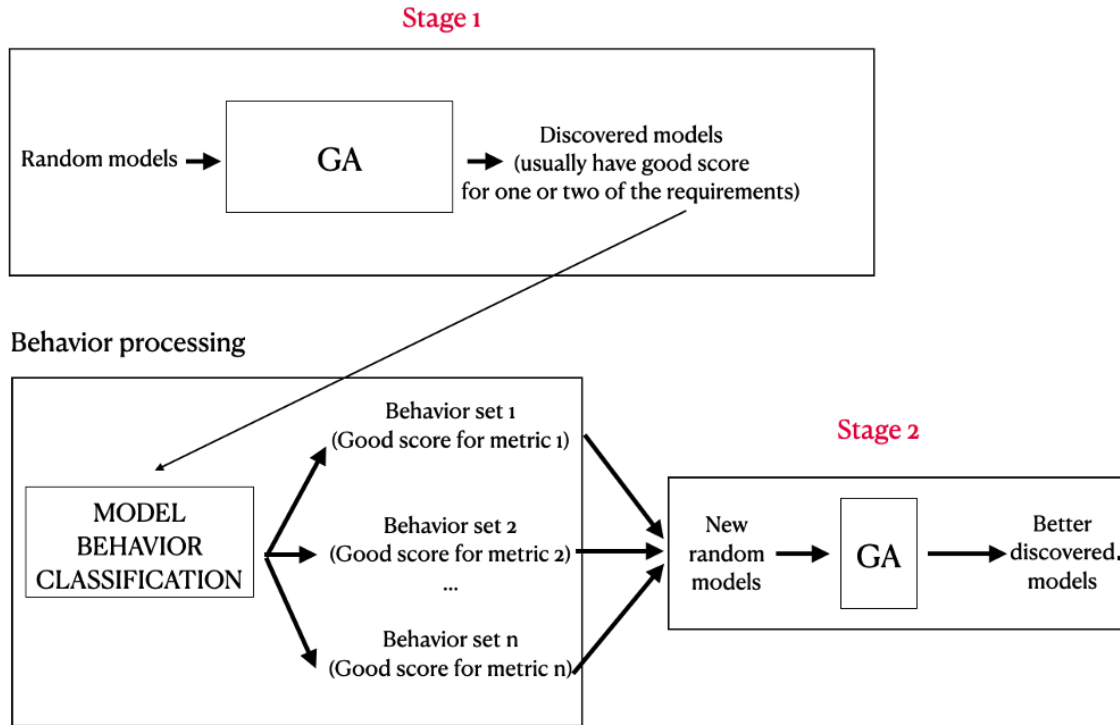 Stage 1
Random models
GA
Discovered models
(usually have good score
for one or two of the requirements)
Behavior processing
MODEL
BEHAVIOR
CLASSIFICATION
Behavior set 1
(Good score for metric 1)
Behavior set 2
(Good score for metric 2)
...
Behavior set n
(Good score for metric n)
Stage 2
New
random
models
GA
Better
discovered.
models